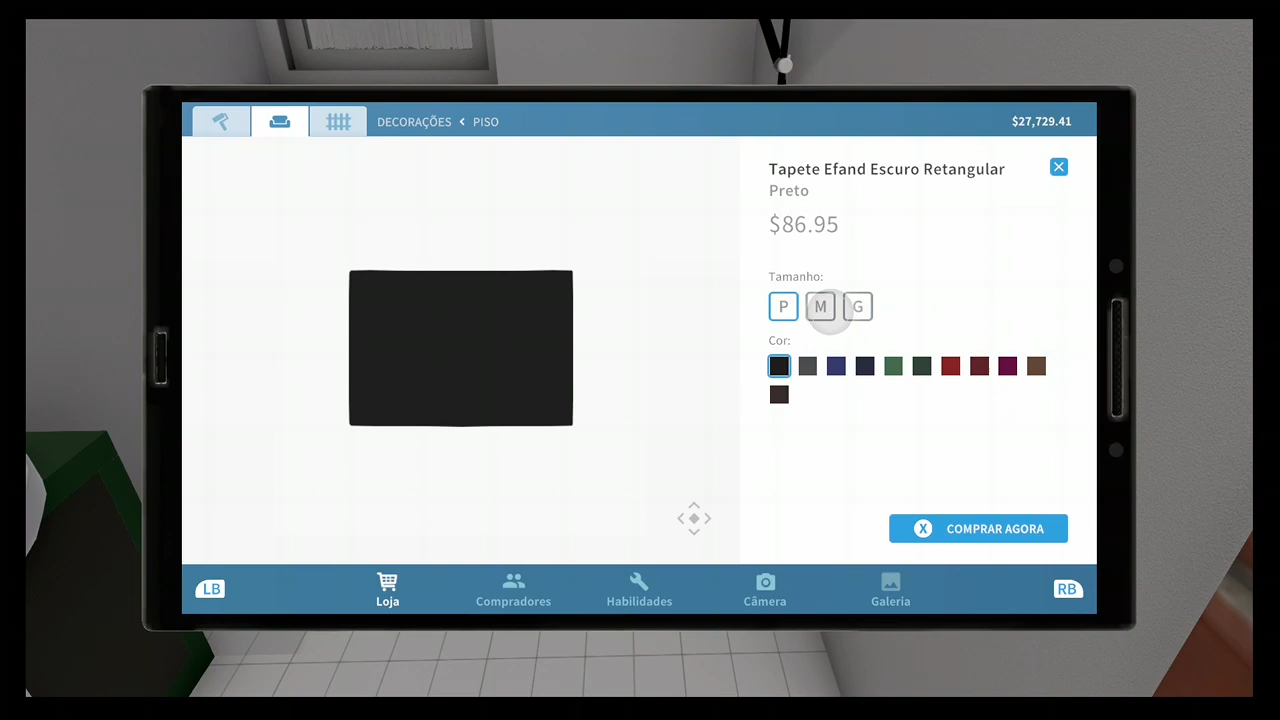 DECORAÇÕES < PISO
$27,729.41
Tapete Efand Escuro Retangular
Preto
$86.95
Tamanho:
P M G
Cor:
X COMPRAR AGORA
LB
Loja
Compradores
Habilidades
Câmera
Galeria
RB